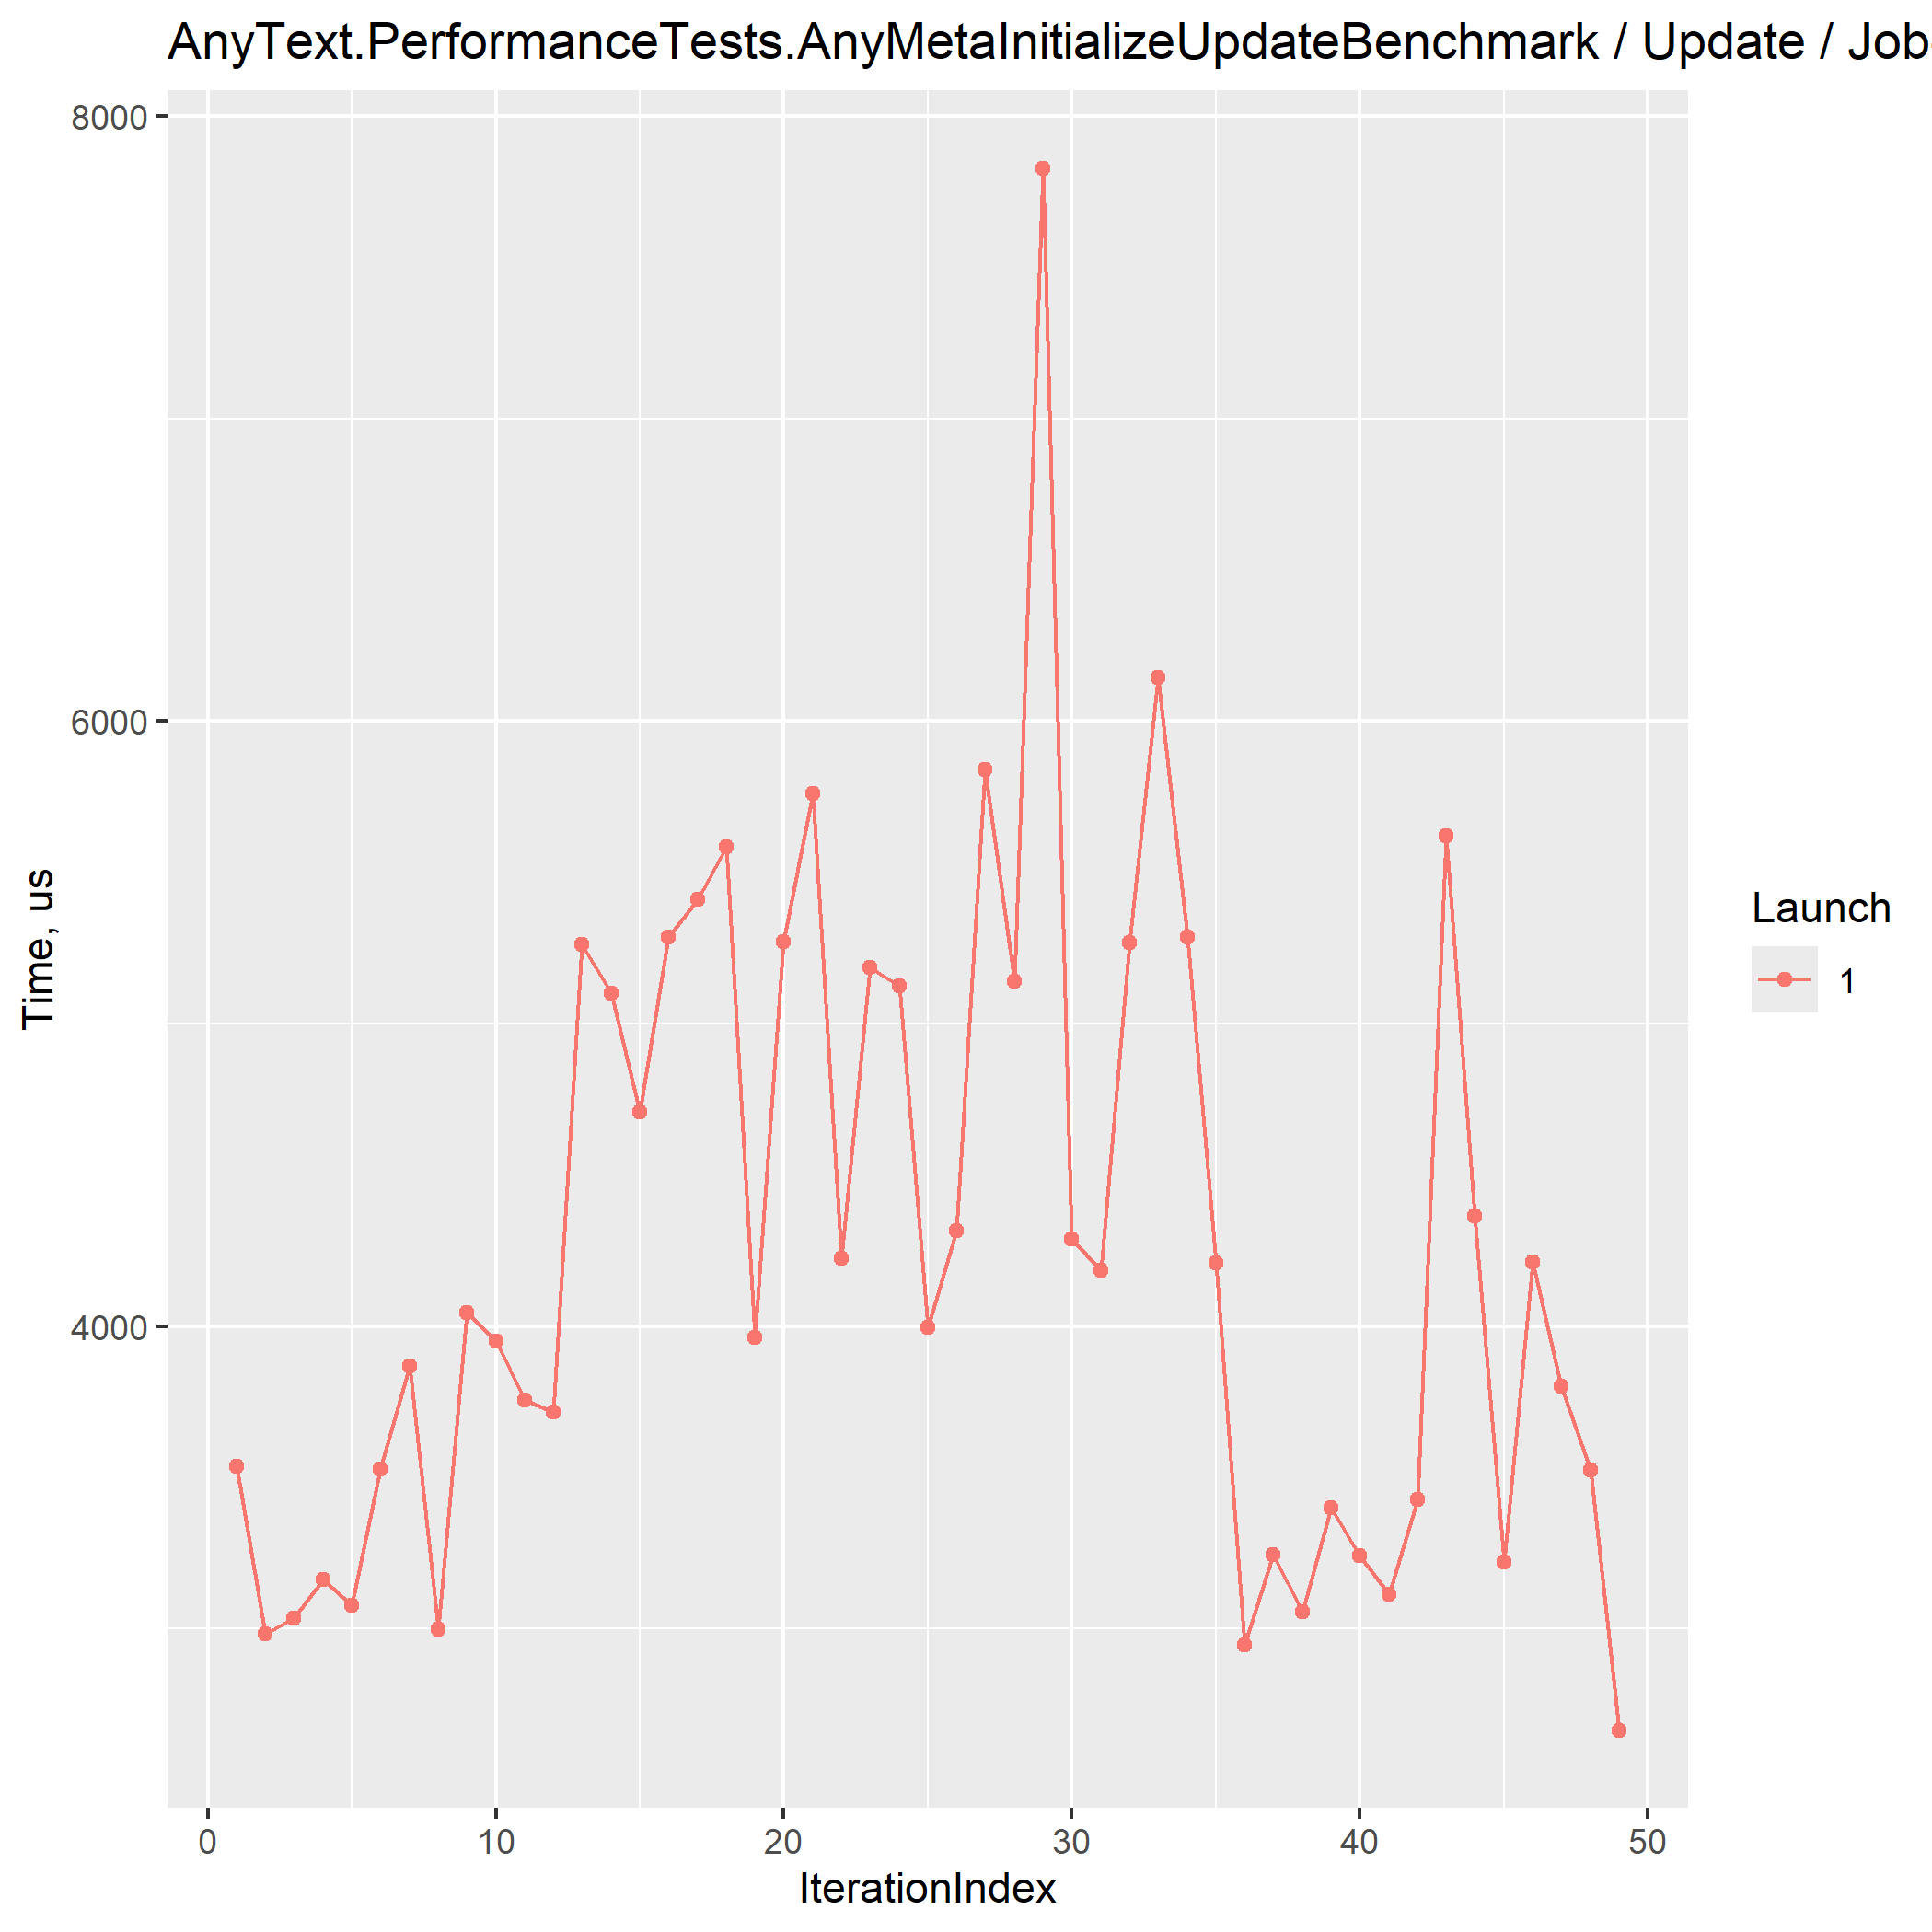 AnyText.PerformanceTests.AnyMetaInitializeUpdateBenchmark / Update / Job
8000
6000
4000
Time, us
0 10 20 30 40 50
IterationIndex
Launch
1